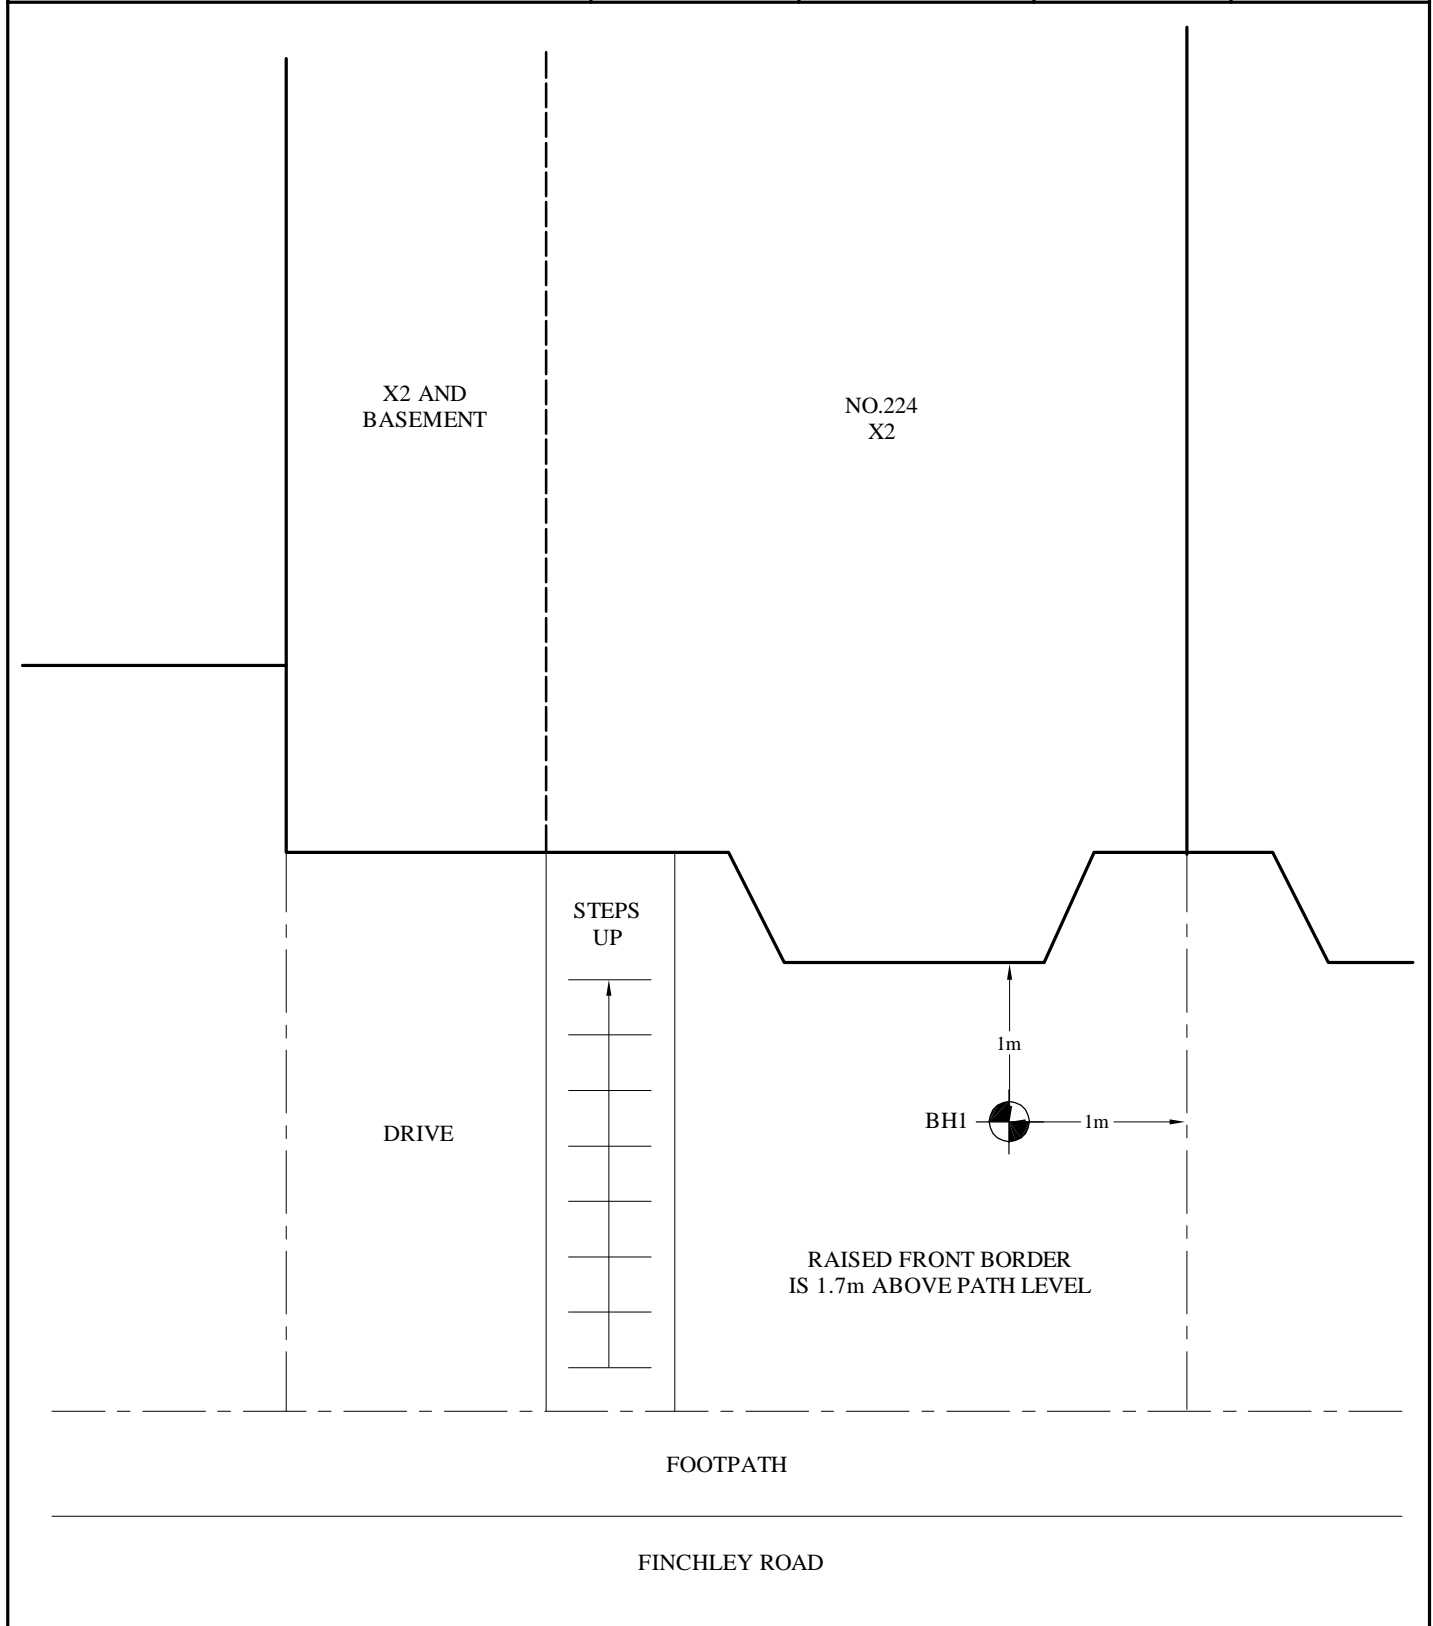 X2 AND
BASEMENT
NO.224
X2
STEPS
UP
1m
BH1
1m
DRIVE
RAISED FRONT BORDER
IS 1.7m ABOVE PATH LEVEL
FOOTPATH
FINCHLEY ROAD